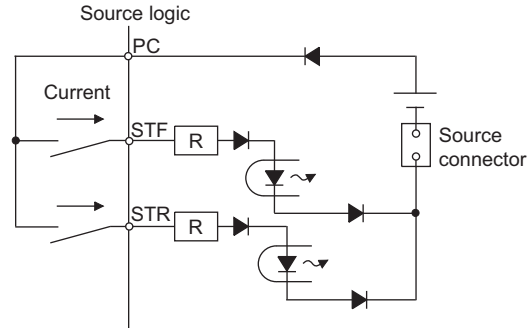 Source logic
PC
Current
STF
R
Source
connector
STR
R